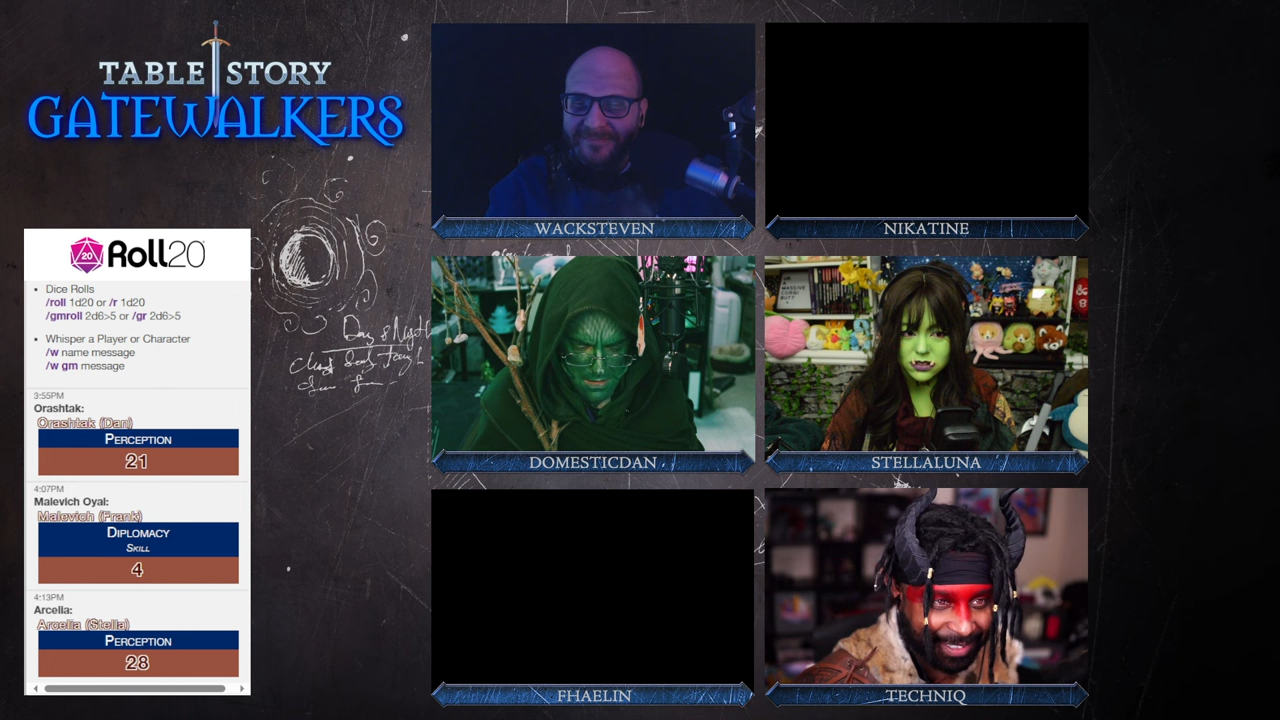 TABLE STORY
GATEWALKERS
Roll20
Dice Rolls
/roll 1d20 or /r 1d20
/gmroll 2d6>5 or /gr 2d6>5
Whisper a Player or Character
/w name message
/w gm message
3:55PM
Orashtak:
Orashtak (Dan)
PERCEPTION
21
4:07PM
Malevich Oyal:
Malevich (Frank)
DIPLOMACY
SKILL
4
4:13PM
Arcelia:
Arcelia (Stella)
PERCEPTION
28
WACKSTEVEN
NIKATINE
DOMESTICDAN
STELLALUNA
FHAELIN
TECHNIQ